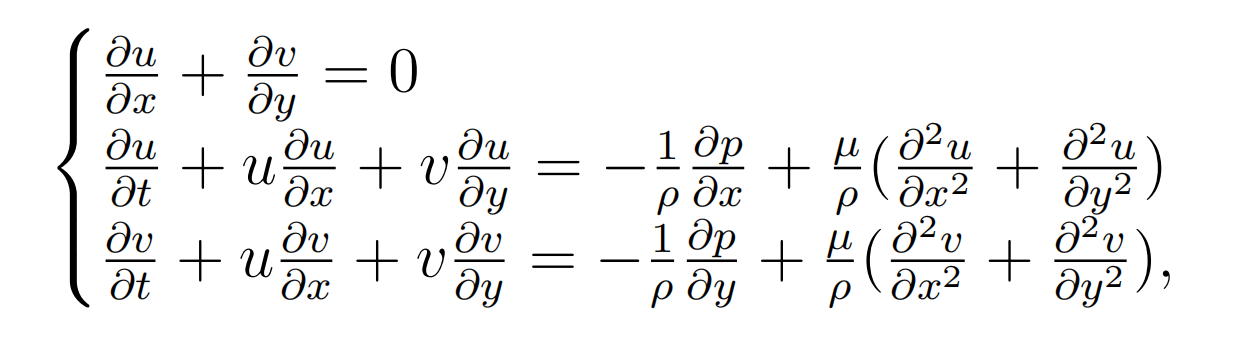 ∂u/∂x + ∂v/∂y = 0
∂u/∂t + u ∂u/∂x + v ∂u/∂y = −(1/ρ) ∂p/∂x + (μ/ρ)(∂²u/∂x² + ∂²u/∂y²)
∂v/∂t + u ∂v/∂x + v ∂v/∂y = −(1/ρ) ∂p/∂y + (μ/ρ)(∂²v/∂x² + ∂²v/∂y²),